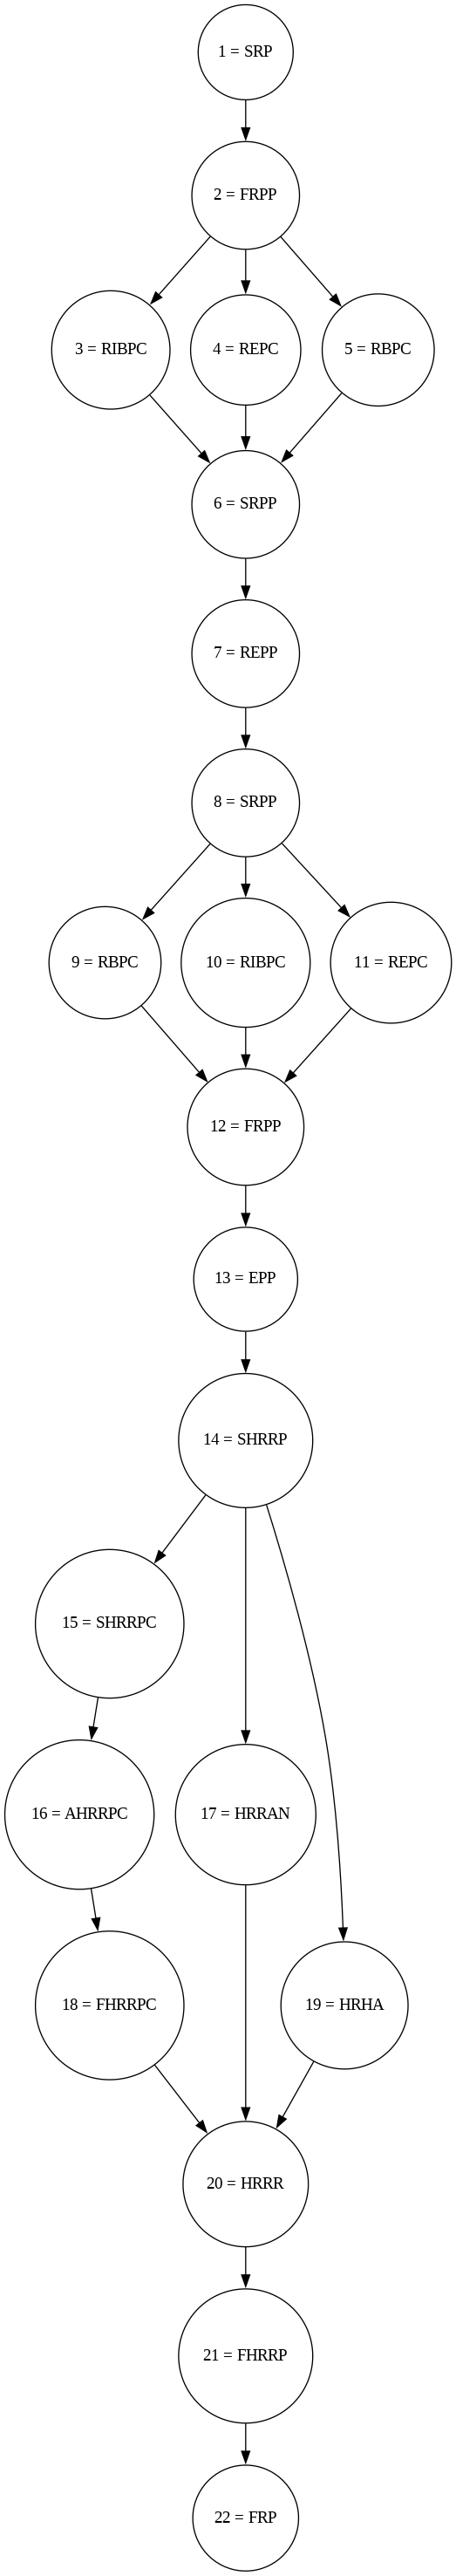 1 = SRP
2 = FRPP
3 = RIBPC
4 = REPC
5 = RBPC
6 = SRPP
7 = REPP
8 = SRPP
9 = RBPC
10 = RIBPC
11 = REPC
12 = FRPP
13 = EPP
14 = SHRRP
15 = SHRRPC
16 = AHRRPC
17 = HRRAN
18 = FHRRPC
19 = HRHA
20 = HRRR
21 = FHRRP
22 = FRP